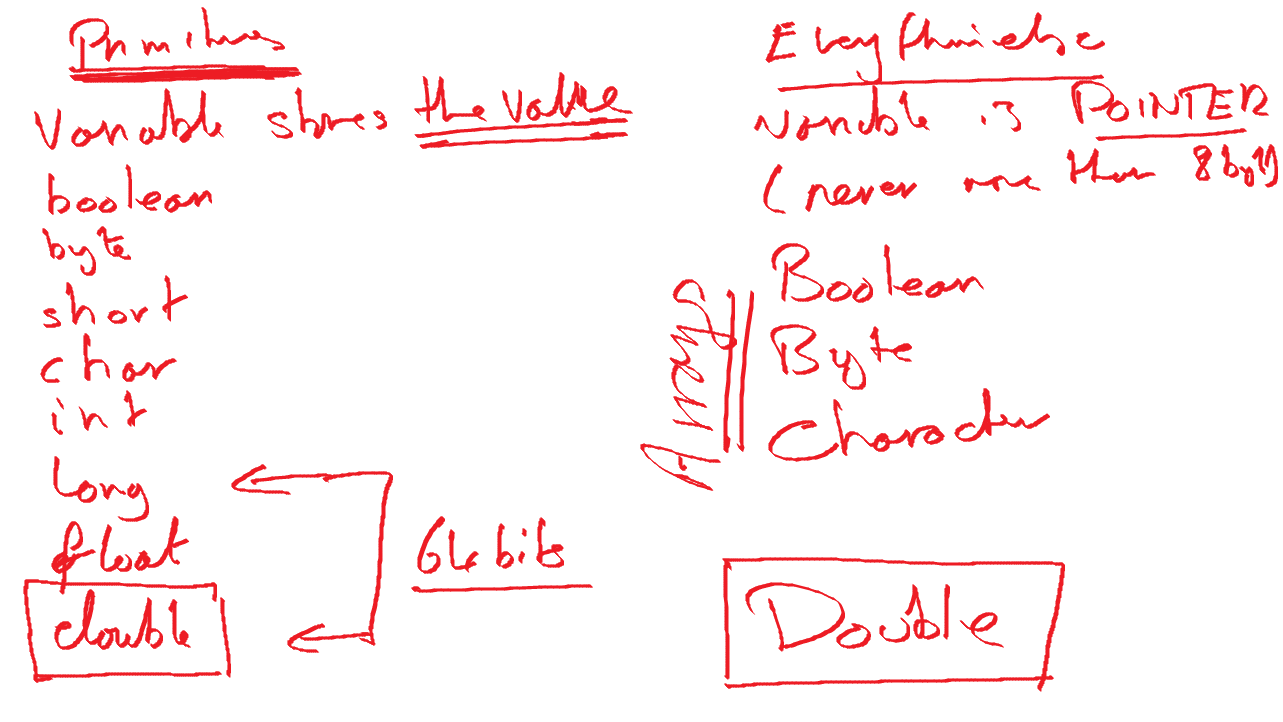 Primitives
Variable stores the value
boolean
byte
short
char
int
long
float
double
64 bits
Everything else
variable is POINTER
(never more than 8 byt)
Arrays
Boolean
Byte
Character
Double